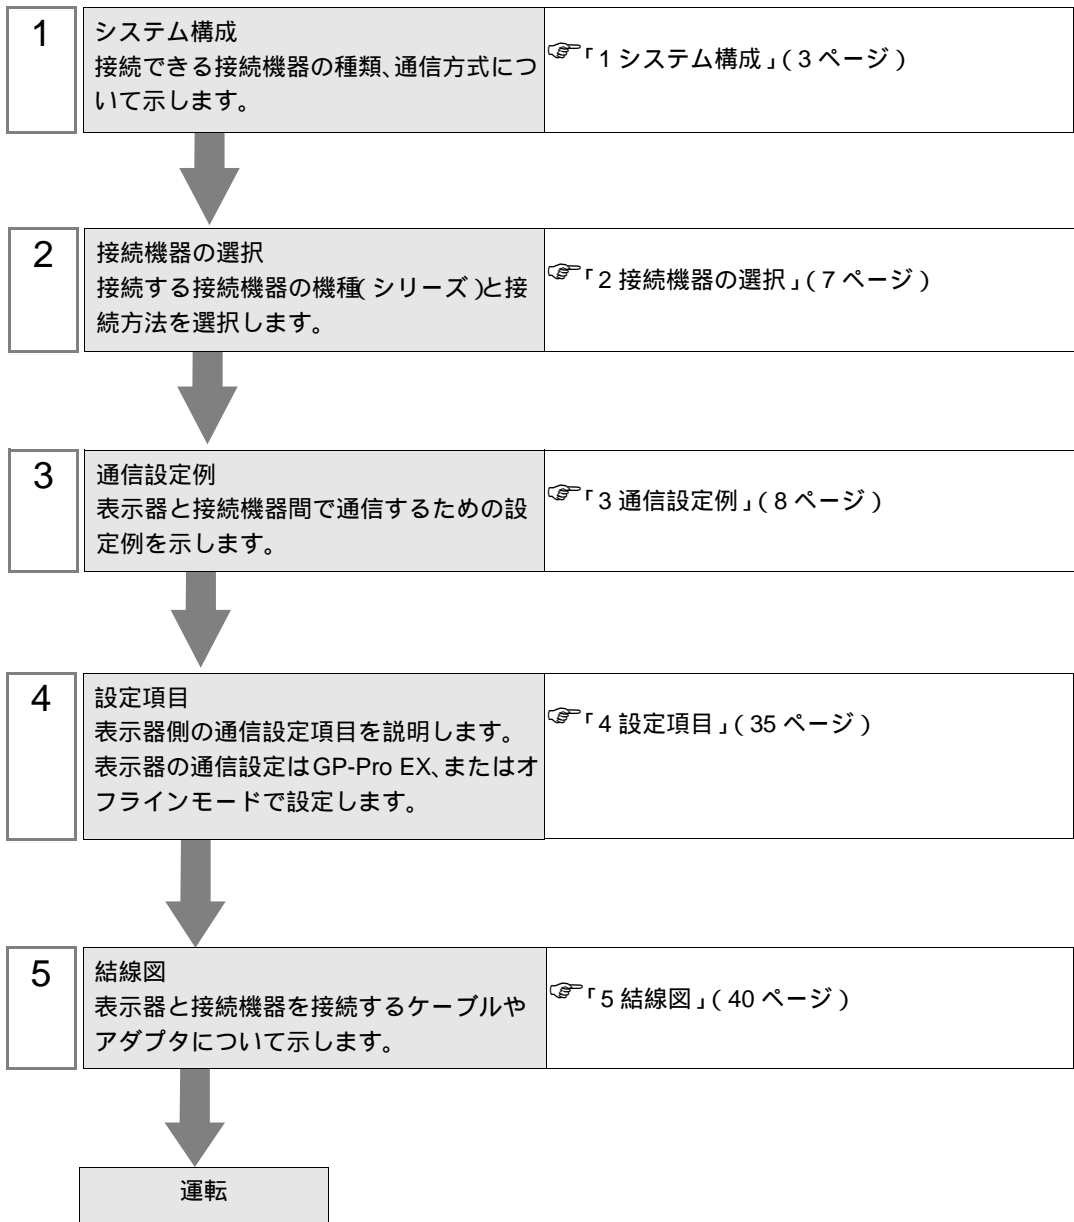 1
システム構成
接続できる接続機器の種類、通信方式につ
いて示します。
☞「1 システム構成」( 3 ページ )
2
接続機器の選択
接続する接続機器の機種( シリーズ )と接
続方法を選択します。
☞「2 接続機器の選択」( 7 ページ )
3
通信設定例
表示器と接続機器間で通信するための設
定例を示します。
☞「3 通信設定例」( 8 ページ )
4
設定項目
表示器側の通信設定項目を説明します。
表示器の通信設定は GP-Pro EX、またはオ
フラインモードで設定します。
☞「4 設定項目」( 35 ページ )
5
結線図
表示器と接続機器を接続するケーブルや
アダプタについて示します。
☞「5 結線図」( 40 ページ )
運転